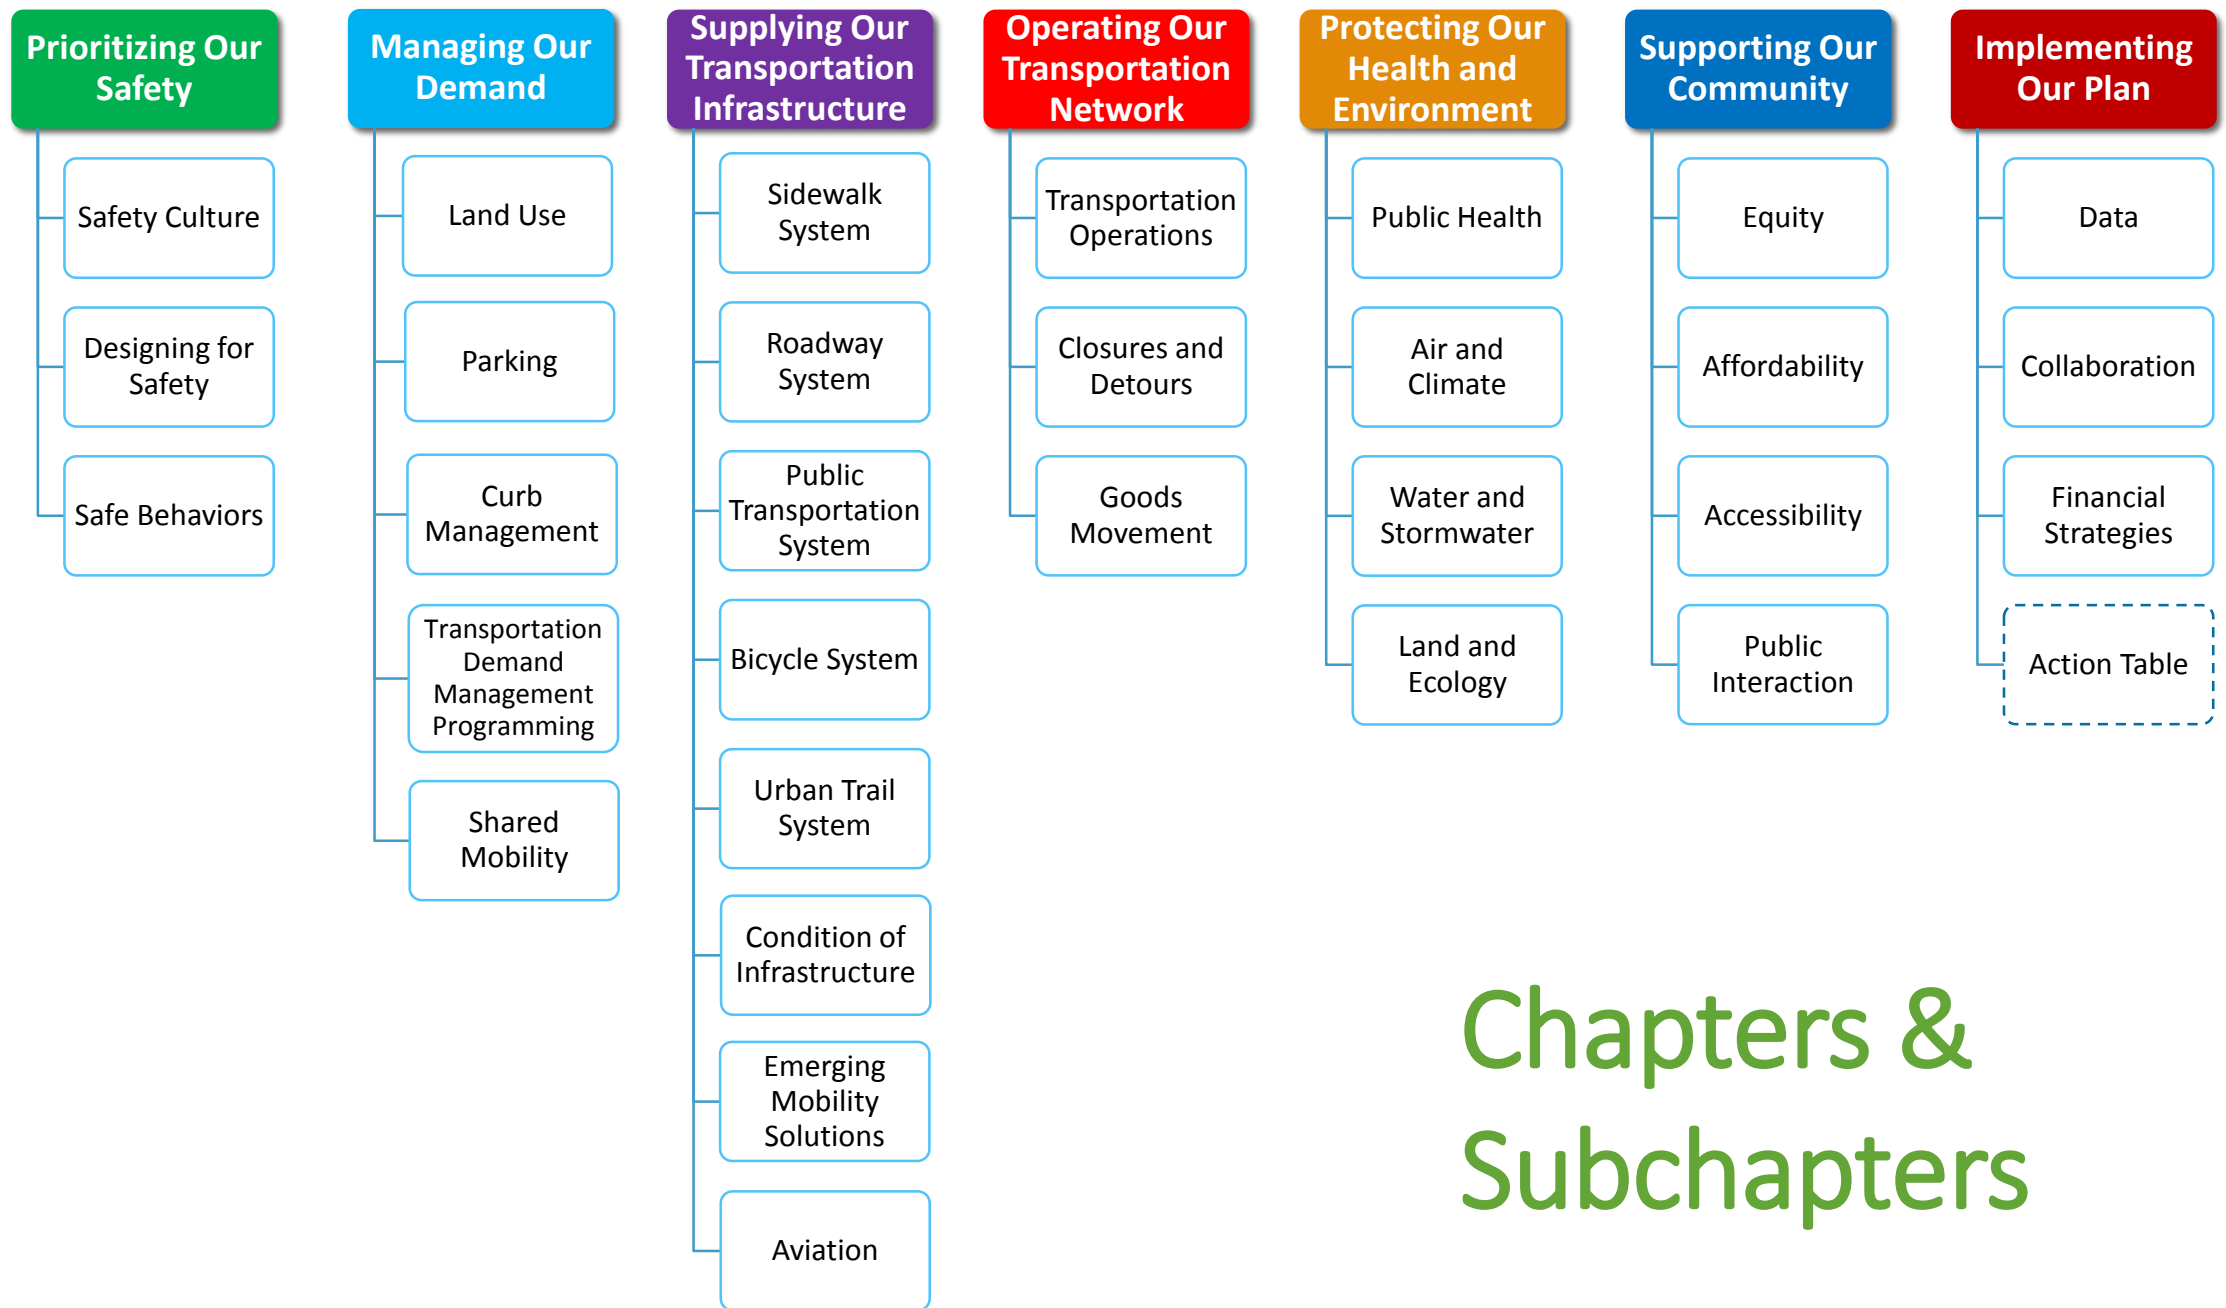 Prioritizing Our
Safety
Safety Culture
Designing for
Safety
Safe Behaviors
Managing Our
Demand
Land Use
Parking
Curb
Management
Transportation
Demand
Management
Programming
Shared
Mobility
Supplying Our
Transportation
Infrastructure
Sidewalk
System
Roadway
System
Public
Transportation
System
Bicycle System
Urban Trail
System
Condition of
Infrastructure
Emerging
Mobility
Solutions
Aviation
Operating Our
Transportation
Network
Transportation
Operations
Closures and
Detours
Goods
Movement
Protecting Our
Health and
Environment
Public Health
Air and
Climate
Water and
Stormwater
Land and
Ecology
Supporting Our
Community
Equity
Affordability
Accessibility
Public
Interaction
Implementing
Our Plan
Data
Collaboration
Financial
Strategies
Action Table
Chapters &
Subchapters